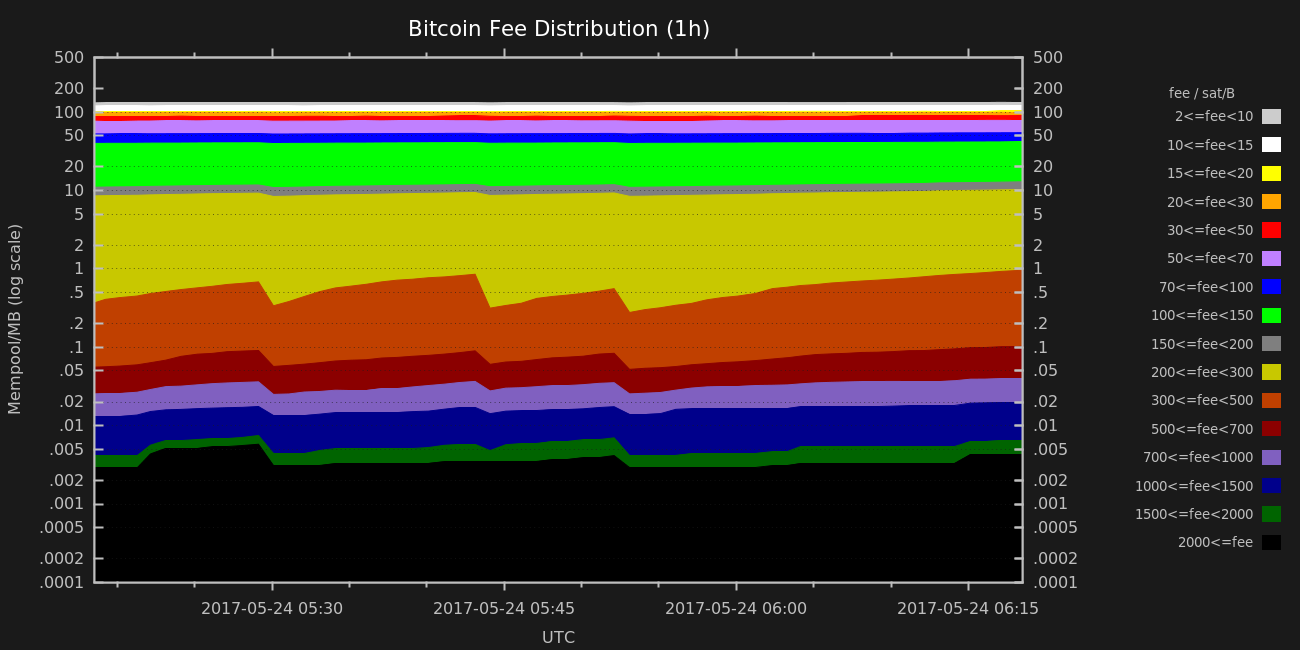 Bitcoin Fee Distribution (1h)
Mempool/MB (log scale)
500
200
100
50
20
10
5
2
1
.5
.2
.1
.05
.02
.01
.005
.002
.001
.0005
.0002
.0001
500
200
100
50
20
10
5
2
1
.5
.2
.1
.05
.02
.01
.005
.002
.001
.0005
.0002
.0001
2017-05-24 05:30
2017-05-24 05:45
2017-05-24 06:00
2017-05-24 06:15
UTC
fee / sat/B
2<=fee<10
10<=fee<15
15<=fee<20
20<=fee<30
30<=fee<50
50<=fee<70
70<=fee<100
100<=fee<150
150<=fee<200
200<=fee<300
300<=fee<500
500<=fee<700
700<=fee<1000
1000<=fee<1500
1500<=fee<2000
2000<=fee